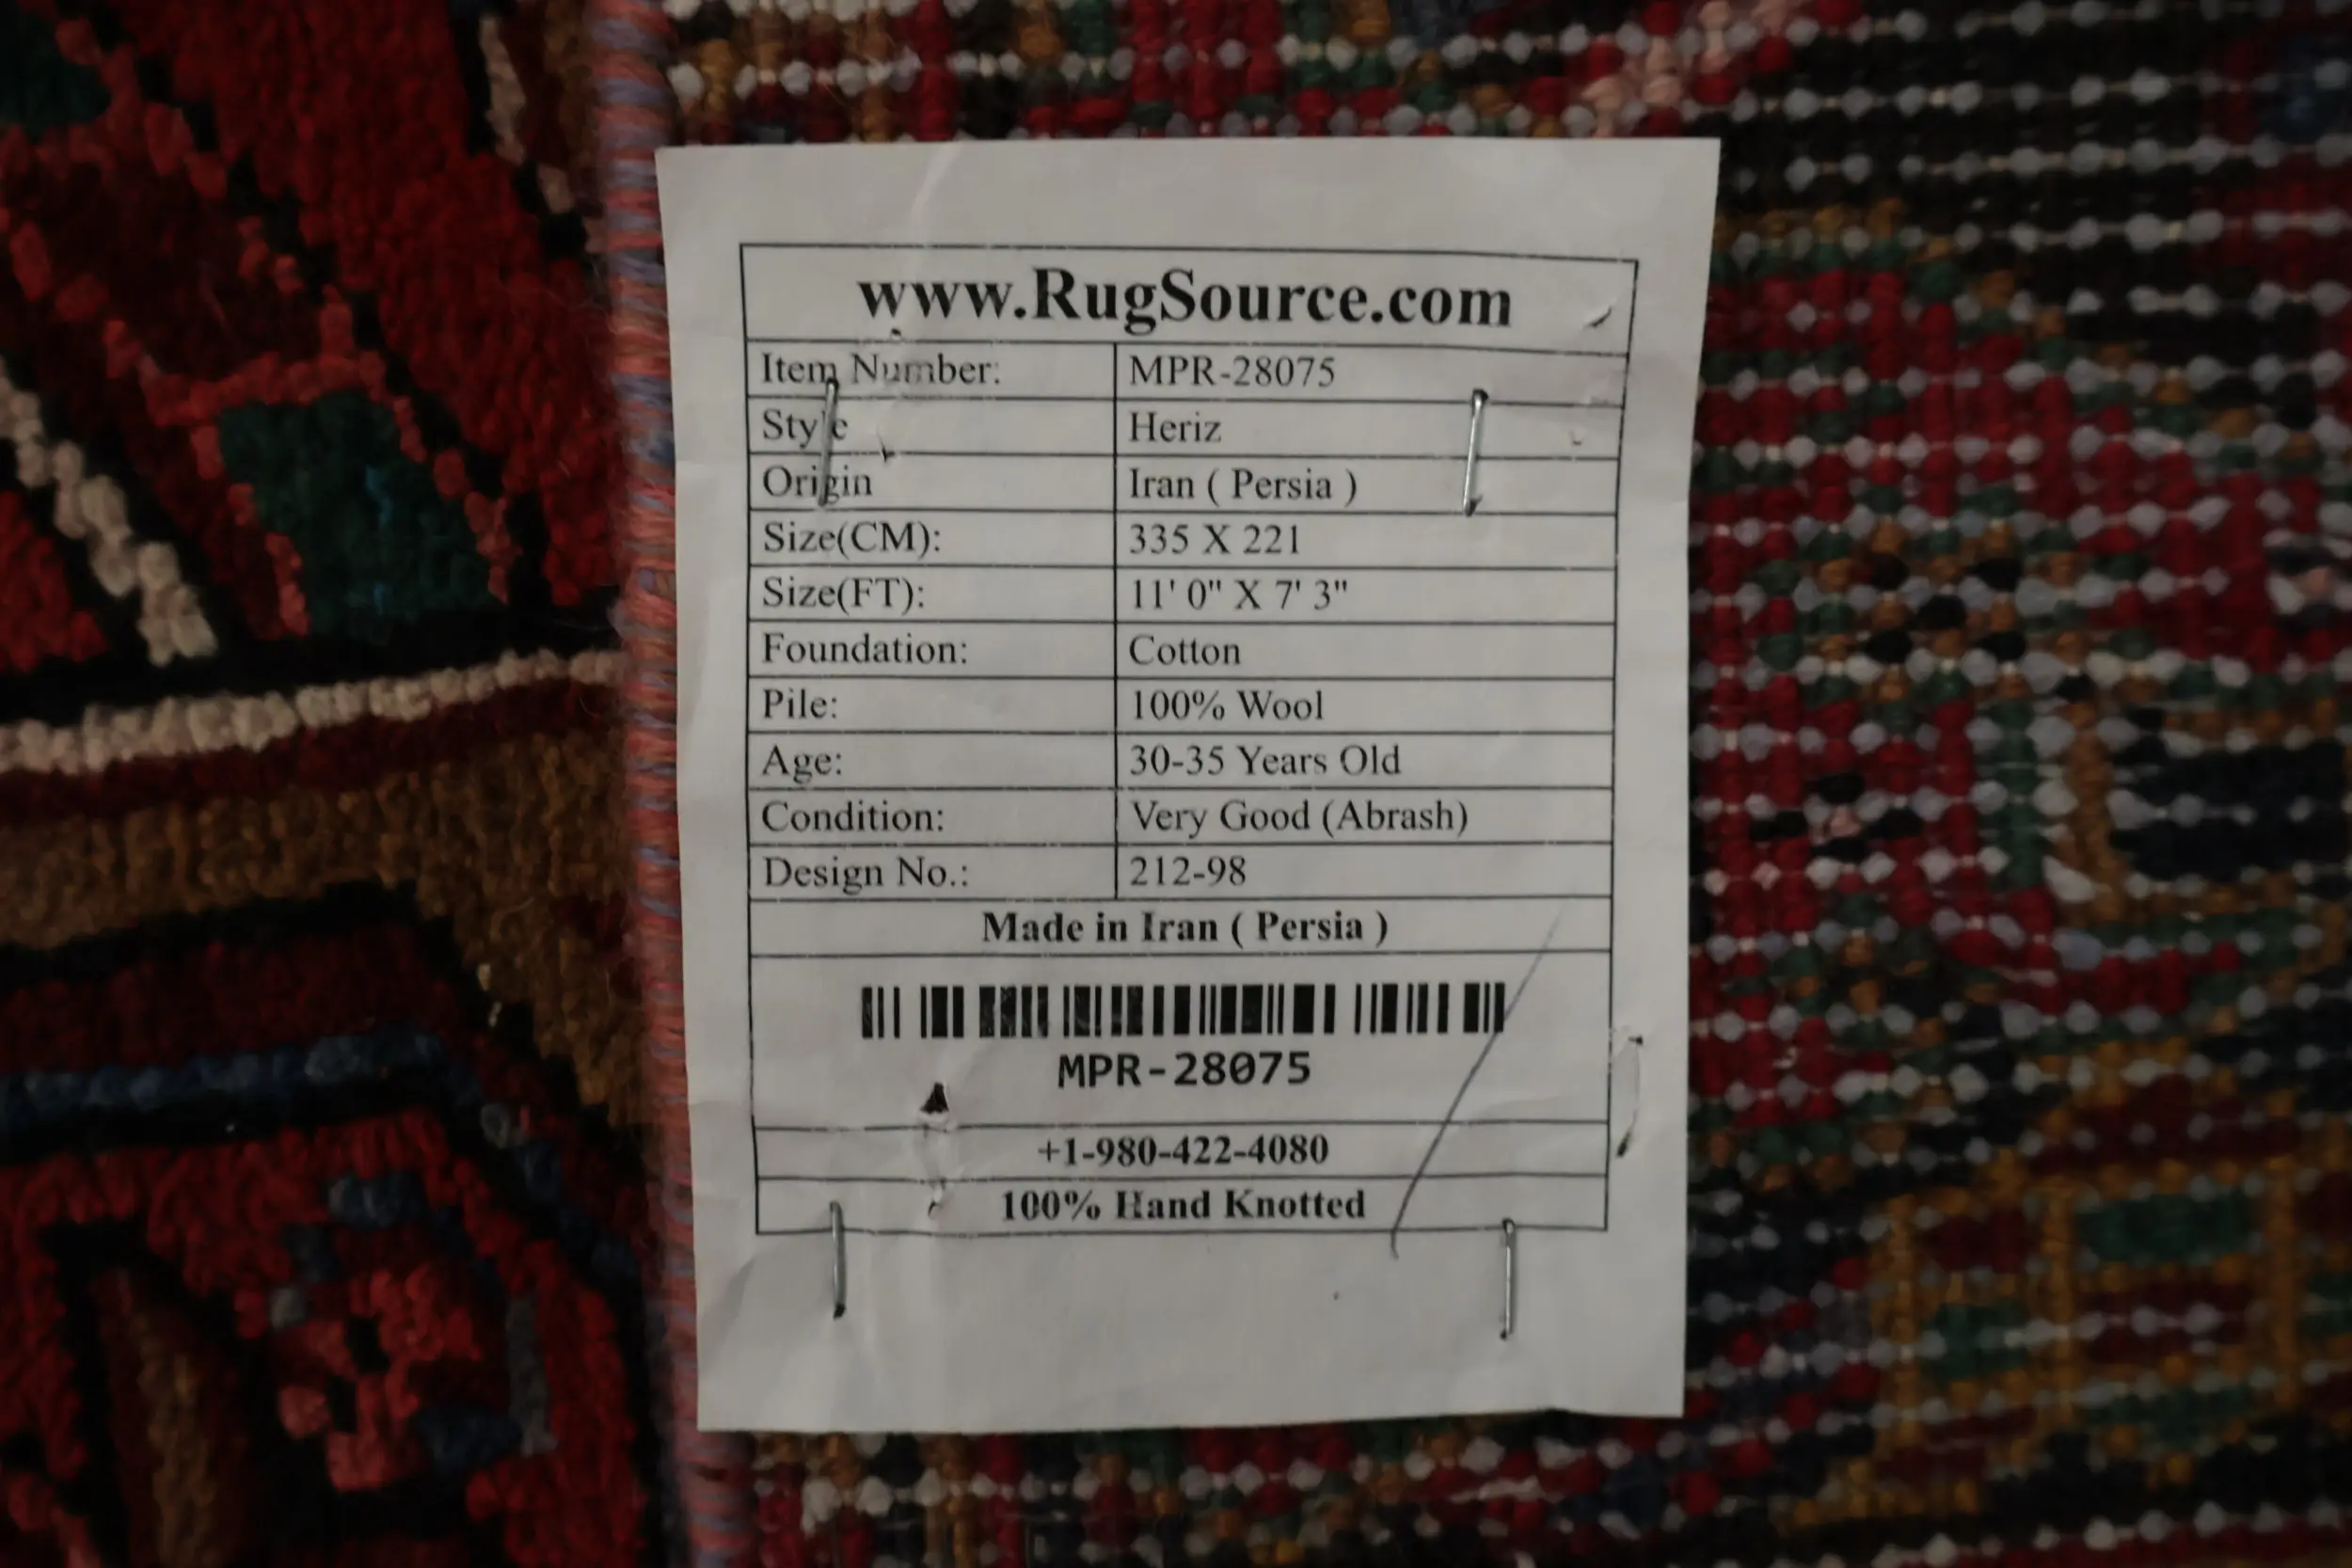 www.RugSource.com
Item Number: MPR-28075
Style Heriz
Origin Iran ( Persia )
Size(CM): 335 X 221
Size(FT): 11' 0" X 7' 3"
Foundation: Cotton
Pile: 100% Wool
Age: 30-35 Years Old
Condition: Very Good (Abrash)
Design No.: 212-98
Made in Iran ( Persia )
MPR-28075
+1-980-422-4080
100% Hand Knotted